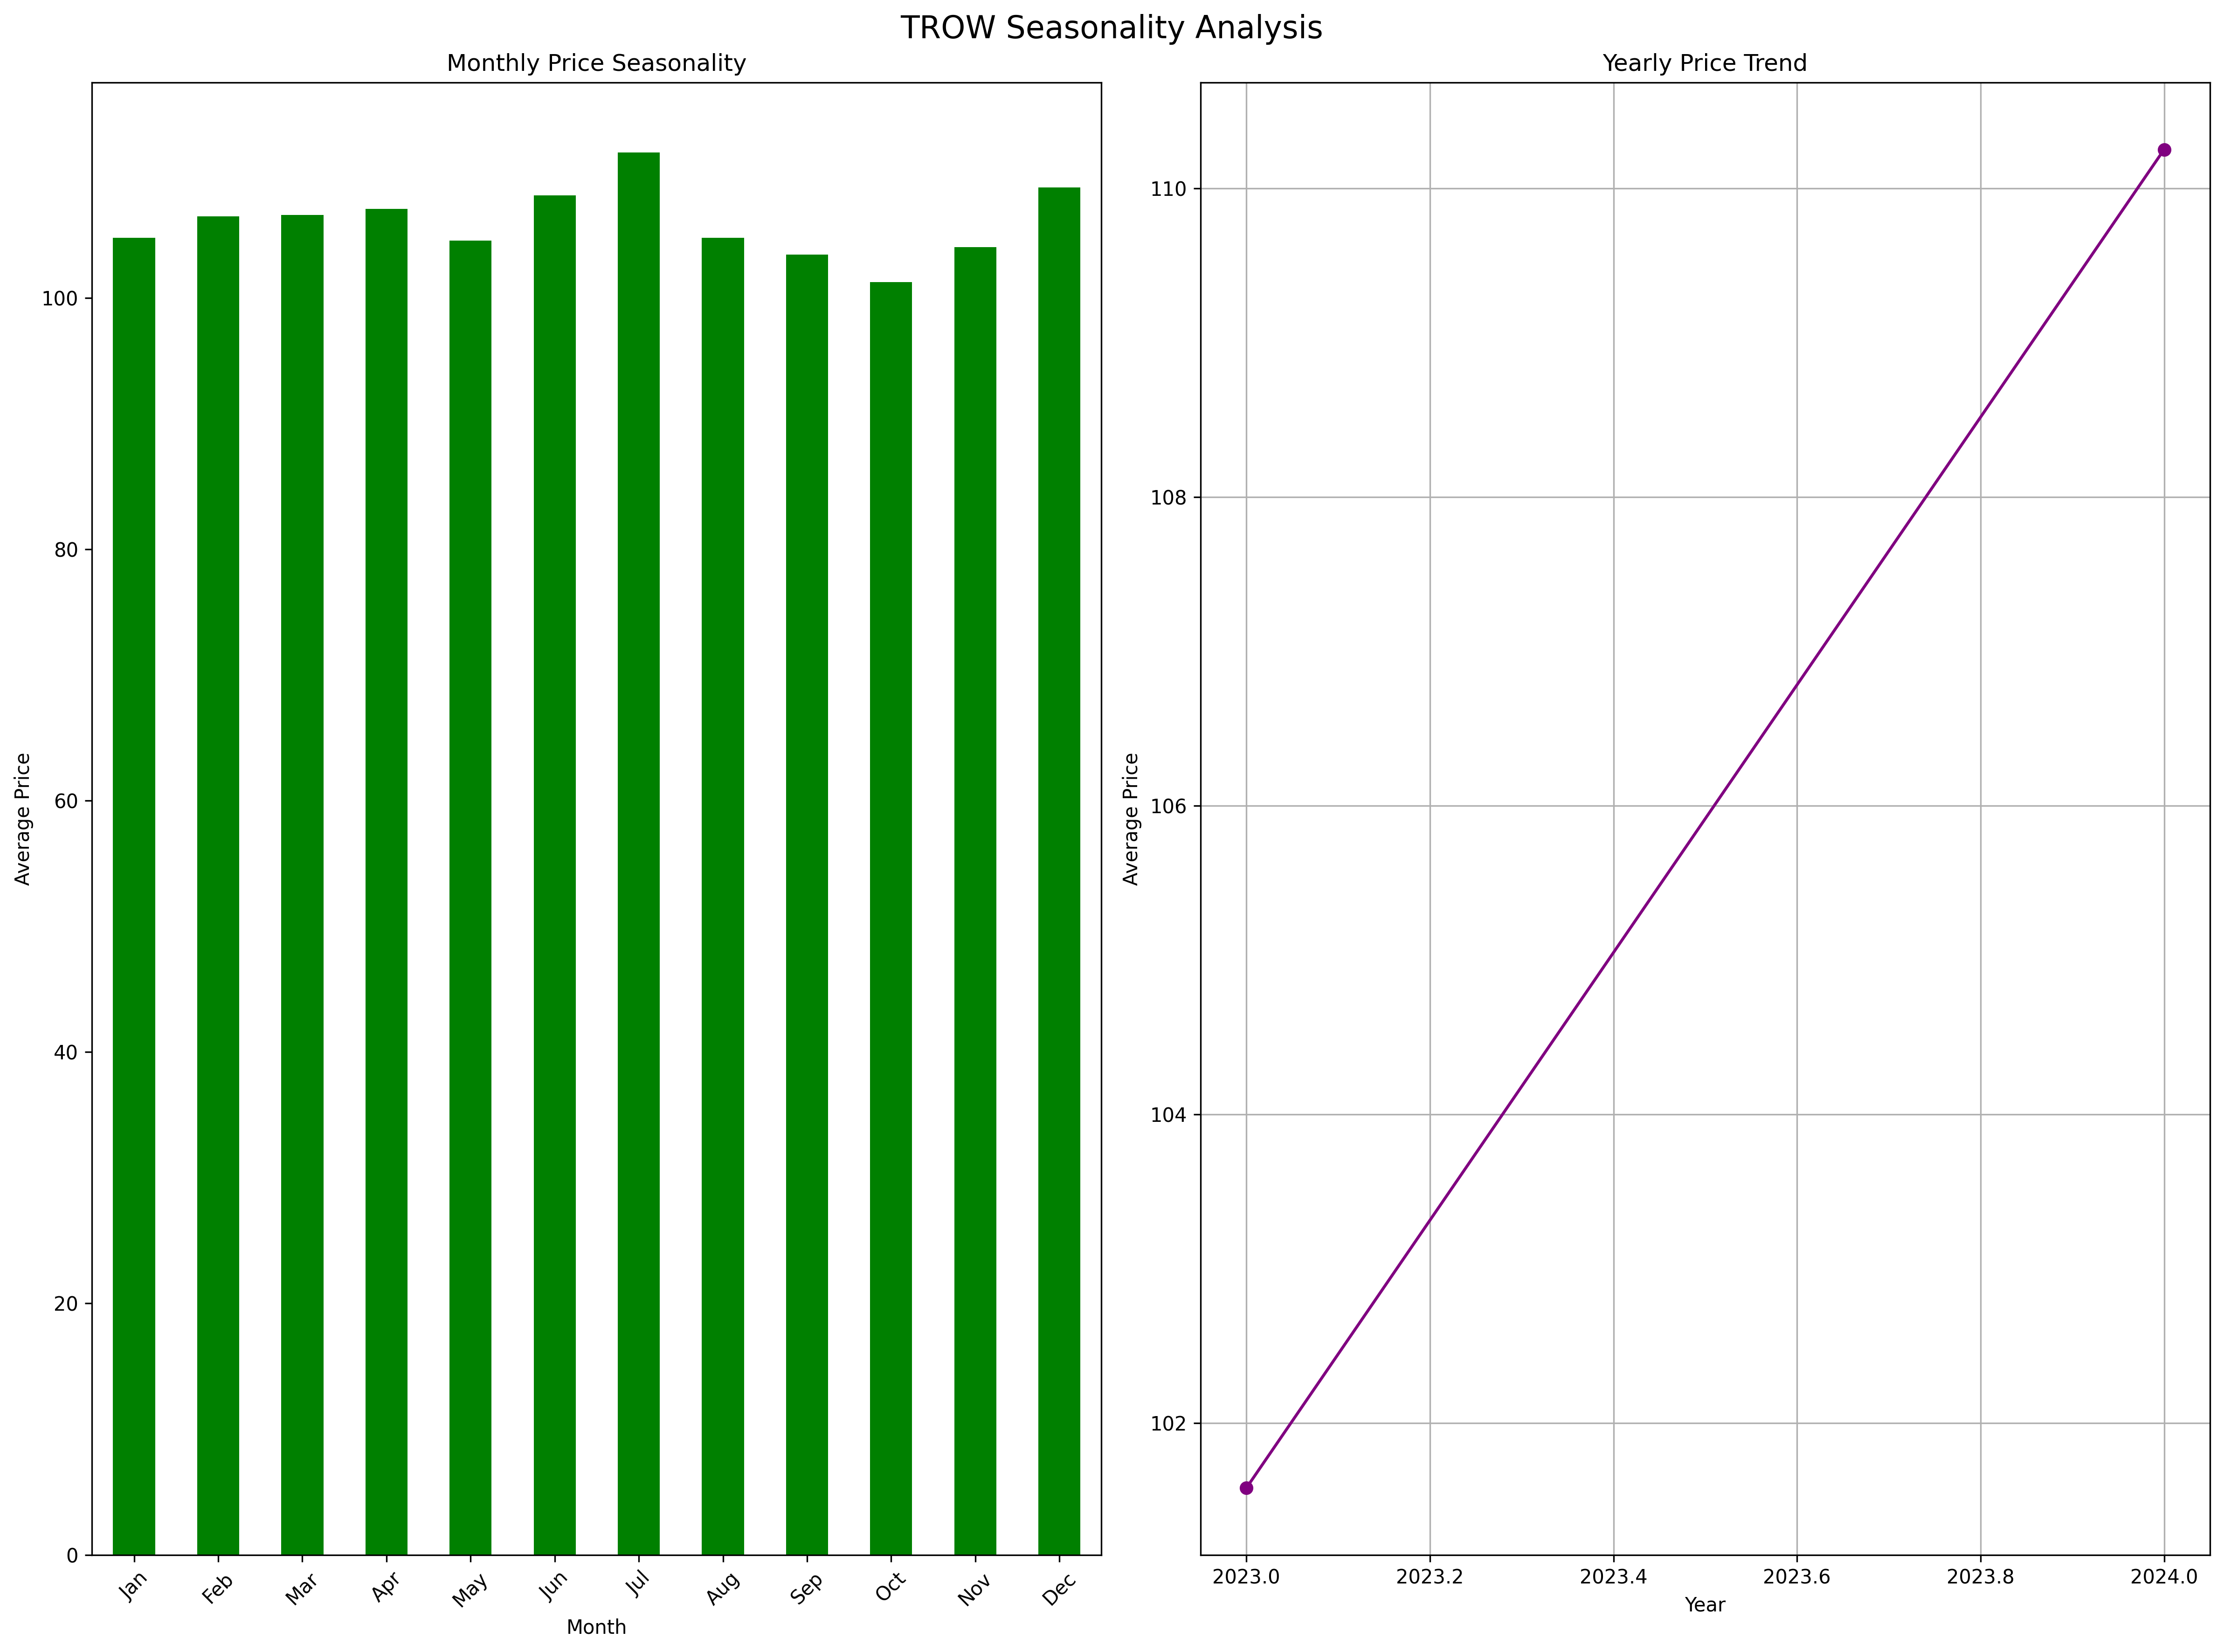 TROW Seasonality Analysis
Monthly Price Seasonality
Average Price
100
80
60
40
20
0
Jan
Feb
Mar
Apr
May
Jun
Jul
Aug
Sep
Oct
Nov
Dec
Month
Yearly Price Trend
Average Price
110
108
106
104
102
2023.0
2023.2
2023.4
2023.6
2023.8
2024.0
Year